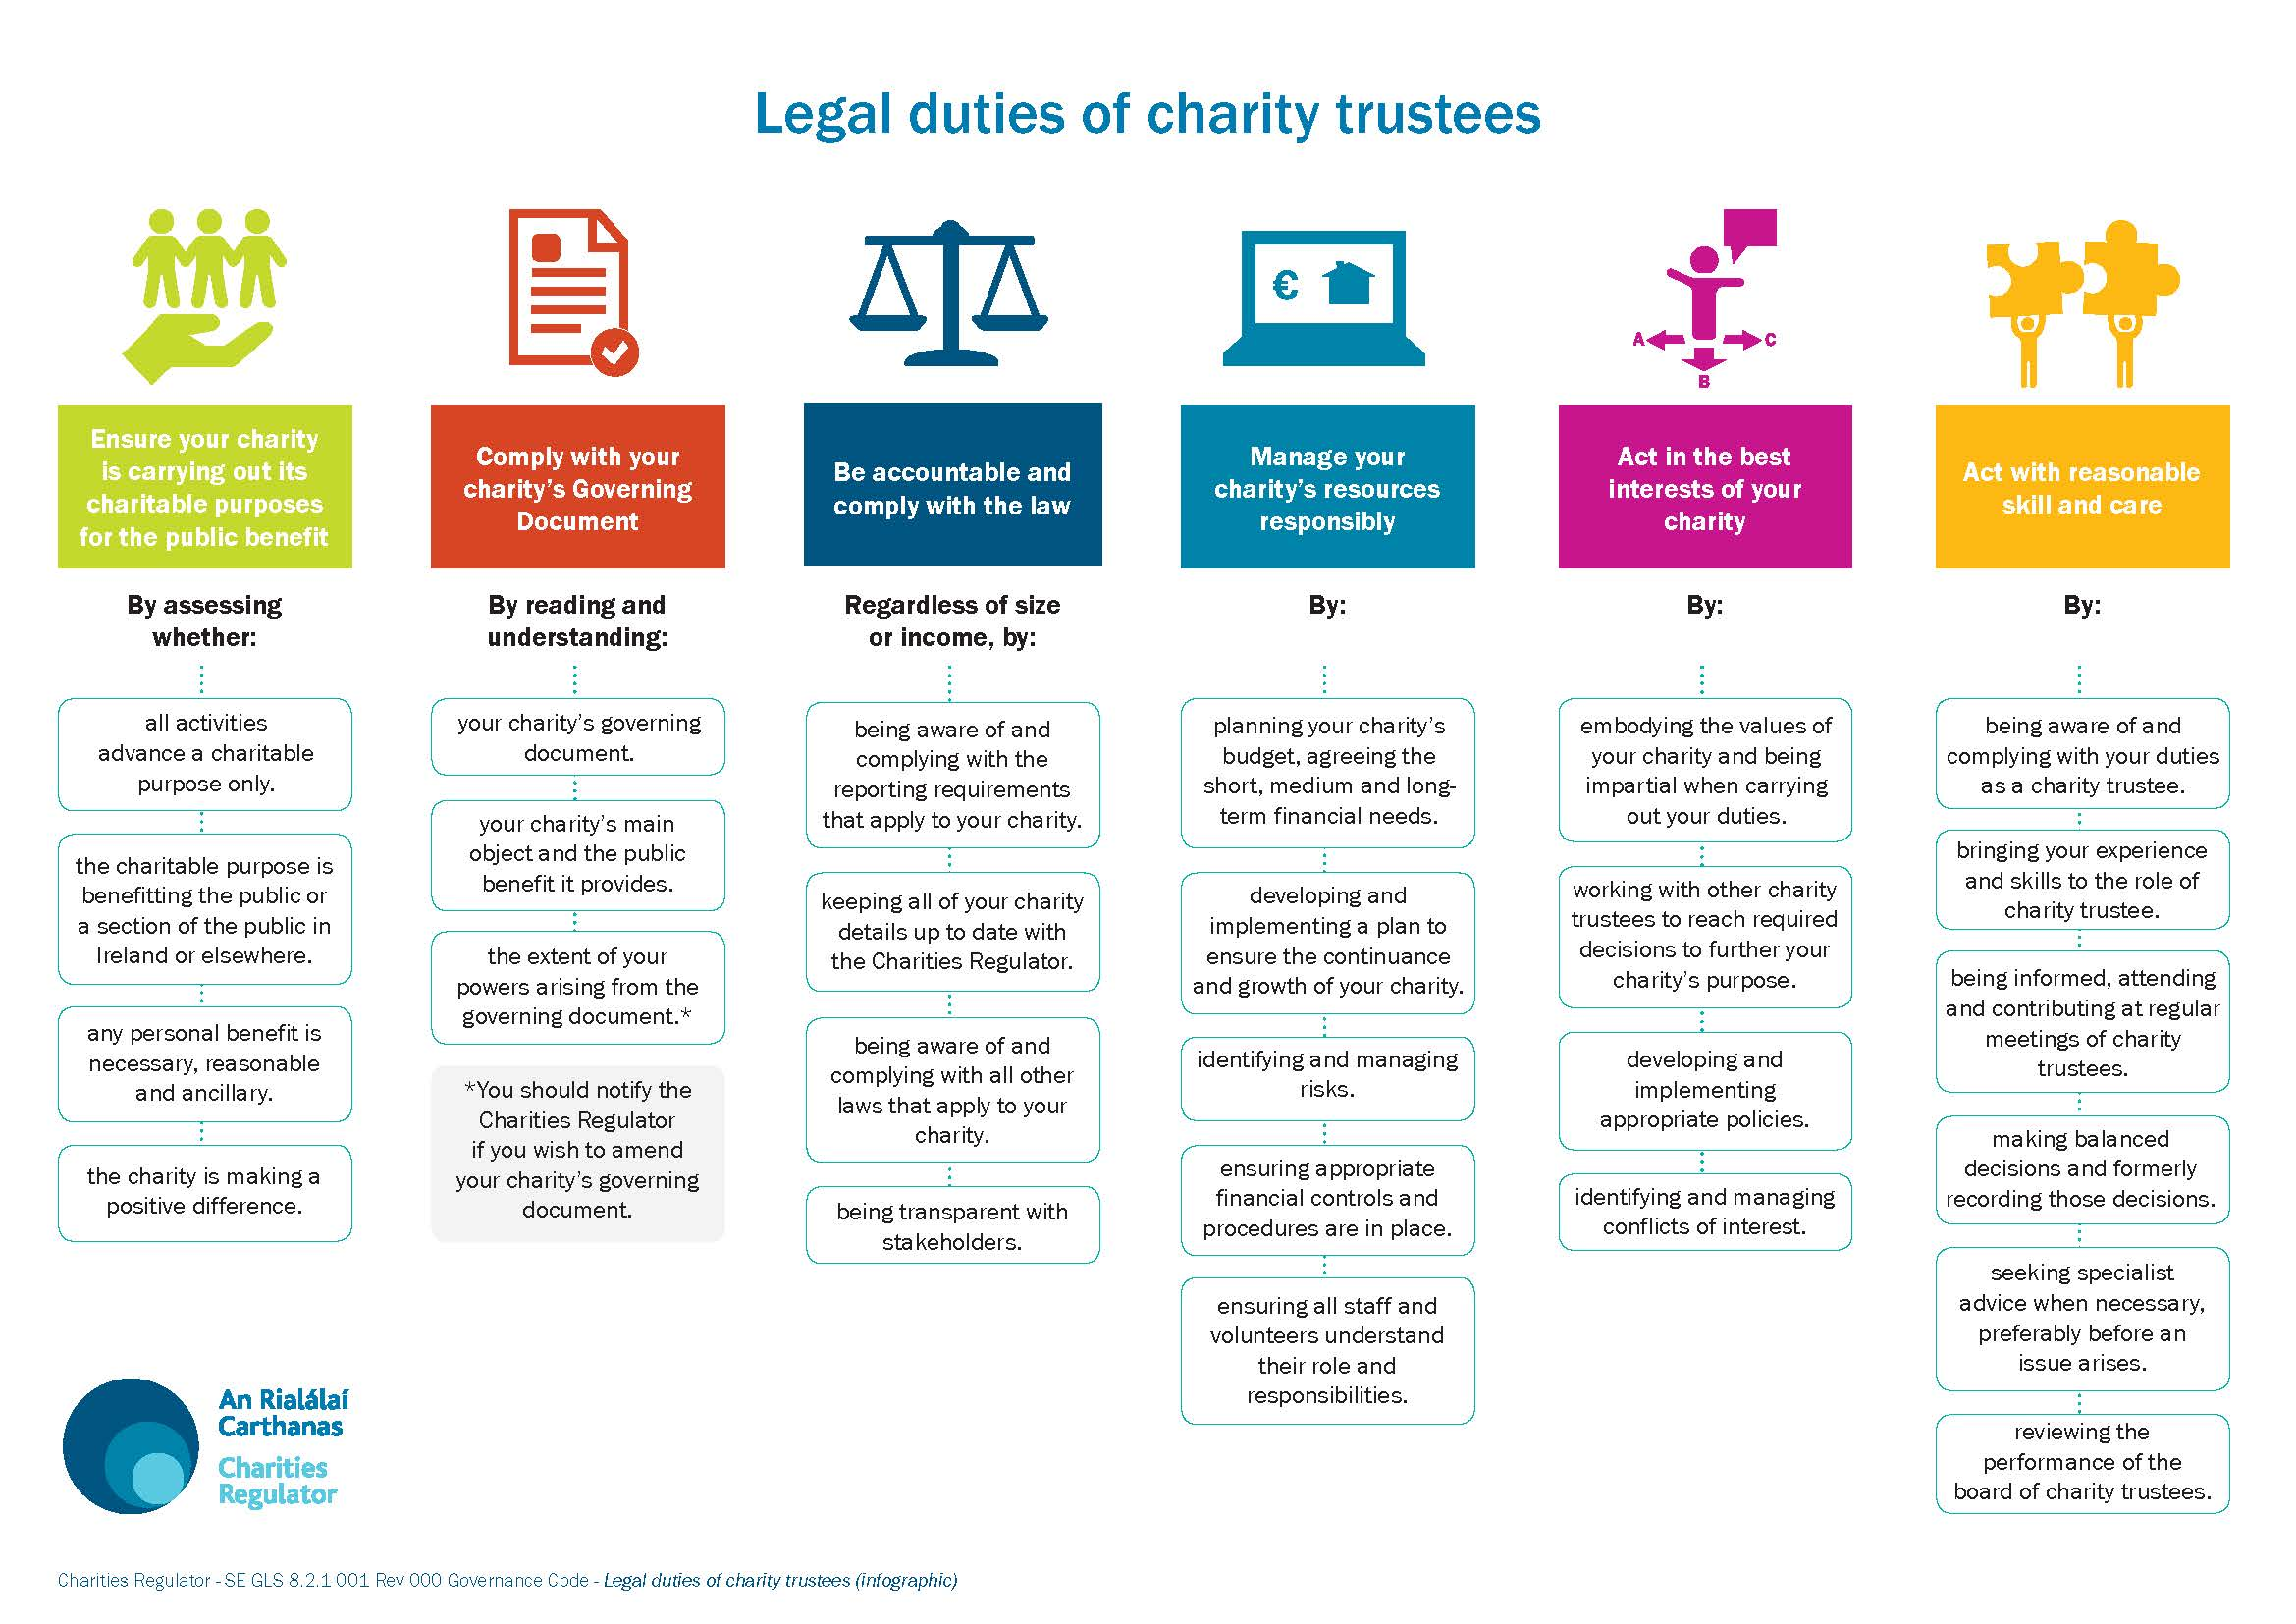 Legal duties of charity trustees
Ensure your charity
is carrying out its
charitable purposes
for the public benefit
By assessing
whether:
all activities
advance a charitable
purpose only.
the charitable purpose is
benefitting the public or
a section of the public in
Ireland or elsewhere.
any personal benefit is
necessary, reasonable
and ancillary.
the charity is making a
positive difference.
Comply with your
charity's Governing
Document
By reading and
understanding:
your charity's governing
document.
your charity's main
object and the public
benefit it provides.
the extent of your
powers arising from the
governing document.*
*You should notify the
Charities Regulator
if you wish to amend
your charity's governing
document.
Be accountable and
comply with the law
Regardless of size
or income, by:
being aware of and
complying with the
reporting requirements
that apply to your charity.
keeping all of your charity
details up to date with
the Charities Regulator.
being aware of and
complying with all other
laws that apply to your
charity.
being transparent with
stakeholders.
€
Manage your
charity's resources
responsibly
By:
planning your charity's
budget, agreeing the
short, medium and long-
term financial needs.
developing and
implementing a plan to
ensure the continuance
and growth of your charity.
identifying and managing
risks.
ensuring appropriate
financial controls and
procedures are in place.
ensuring all staff and
volunteers understand
their role and
responsibilities.
A C
B
Act in the best
interests of your
charity
By:
embodying the values of
your charity and being
impartial when carrying
out your duties.
working with other charity
trustees to reach required
decisions to further your
charity's purpose.
developing and
implementing
appropriate policies.
identifying and managing
conflicts of interest.
Act with reasonable
skill and care
By:
being aware of and
complying with your duties
as a charity trustee.
bringing your experience
and skills to the role of
charity trustee.
being informed, attending
and contributing at regular
meetings of charity
trustees.
making balanced
decisions and formerly
recording those decisions.
seeking specialist
advice when necessary,
preferably before an
issue arises.
reviewing the
performance of the
board of charity trustees.
An Rialálaí
Carthanas
Charities
Regulator
Charities Regulator - SE GLS 8.2.1 001 Rev 000 Governance Code - Legal duties of charity trustees (infographic)